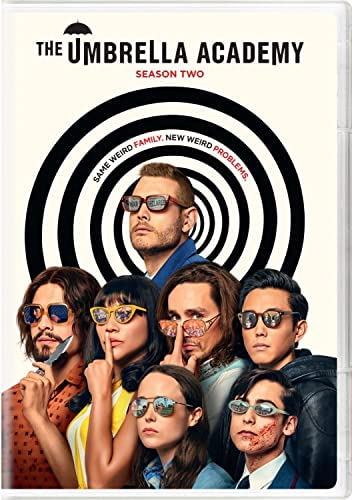 THE UMBRELLA ACADEMY
SEASON TWO
SAME WEIRD FAMILY. NEW WEIRD PROBLEMS.